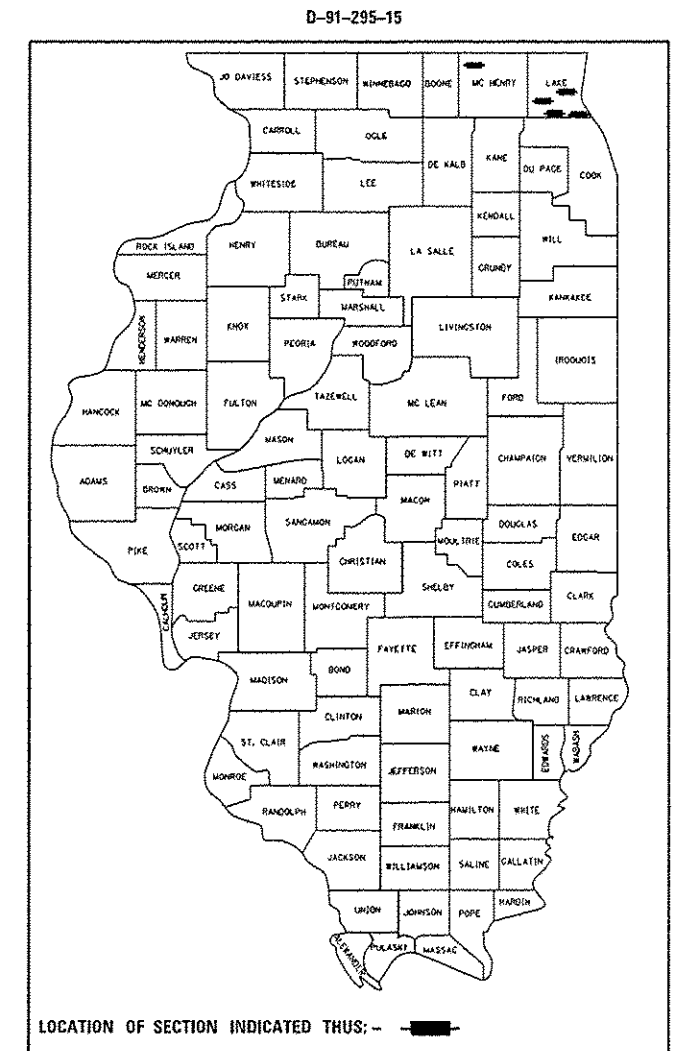 D-91-295-15
JO DAVIESS STEPHENSON WINNEBAGO BOONE MC HENRY LAKE
CARROLL OGLE
DE KALB KANE DU PAGE COOK
WHITESIDE LEE
KENDALL
ROCK ISLAND HENRY BUREAU LA SALLE GRUNDY WILL
MERCER PUTNAM
STARK MARSHALL KANKAKEE
HENDERSON WARREN KNOX LIVINGSTON
PEORIA WOODFORD IROQUOIS
HANCOCK MC DONOUGH FULTON TAZEWELL MC LEAN FORD
MASON
SCHUYLER LOGAN DE WITT CHAMPAIGN VERMILION
ADAMS BROWN CASS MENARD PIATT
MACON
MORGAN SANGAMON DOUGLAS EDGAR
PIKE SCOTT CHRISTIAN MOULTRIE
COLES
GREENE SHELBY
CALHOUN MACOUPIN MONTGOMERY CUMBERLAND CLARK
JERSEY
FAYETTE EFFINGHAM JASPER CRAWFORD
MADISON BOND
CLAY RICHLAND LAWRENCE
CLINTON MARION
ST. CLAIR WAYNE EDWARDS WABASH
WASHINGTON
MONROE JEFFERSON
RANDOLPH PERRY HAMILTON WHITE
FRANKLIN
JACKSON
WILLIAMSON SALINE GALLATIN
UNION JOHNSON POPE HARDIN
ALEXANDER PULASKI MASSAC
LOCATION OF SECTION INDICATED THUS; -